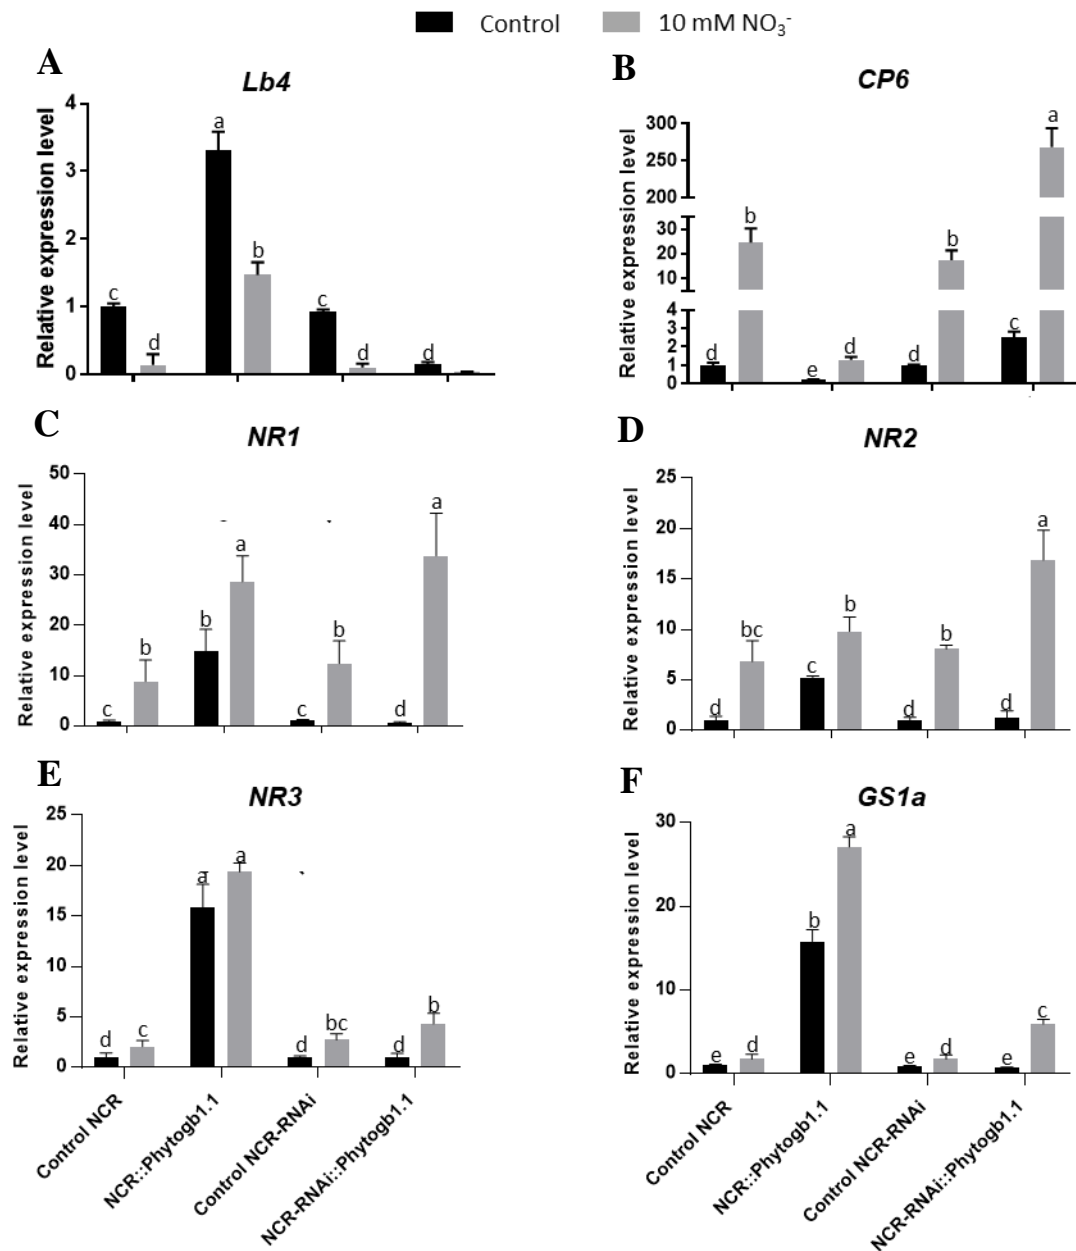 Control 10 mM NO₃⁻
A B
Lb4 CP6
Relative expression level
4
3
2
1
0
c d a b c d d
Relative expression level
300
250
200
30
20
10
4
3
2
1
0
d b e d d b c a
C D
NR1 NR2
Relative expression level
50
40
30
20
10
0
c b b a c b d a
Relative expression level
25
20
15
10
5
0
d bc c b d b d a
E F
NR3 GS1a
Relative expression level
25
20
15
10
5
0
d c a a d bc d b
Relative expression level
30
20
10
0
e d b a e d e c
Control NCR
NCR::Phytogb1.1
Control NCR-RNAi
NCR-RNAi::Phytogb1.1
Control NCR
NCR::Phytogb1.1
Control NCR-RNAi
NCR-RNAi::Phytogb1.1